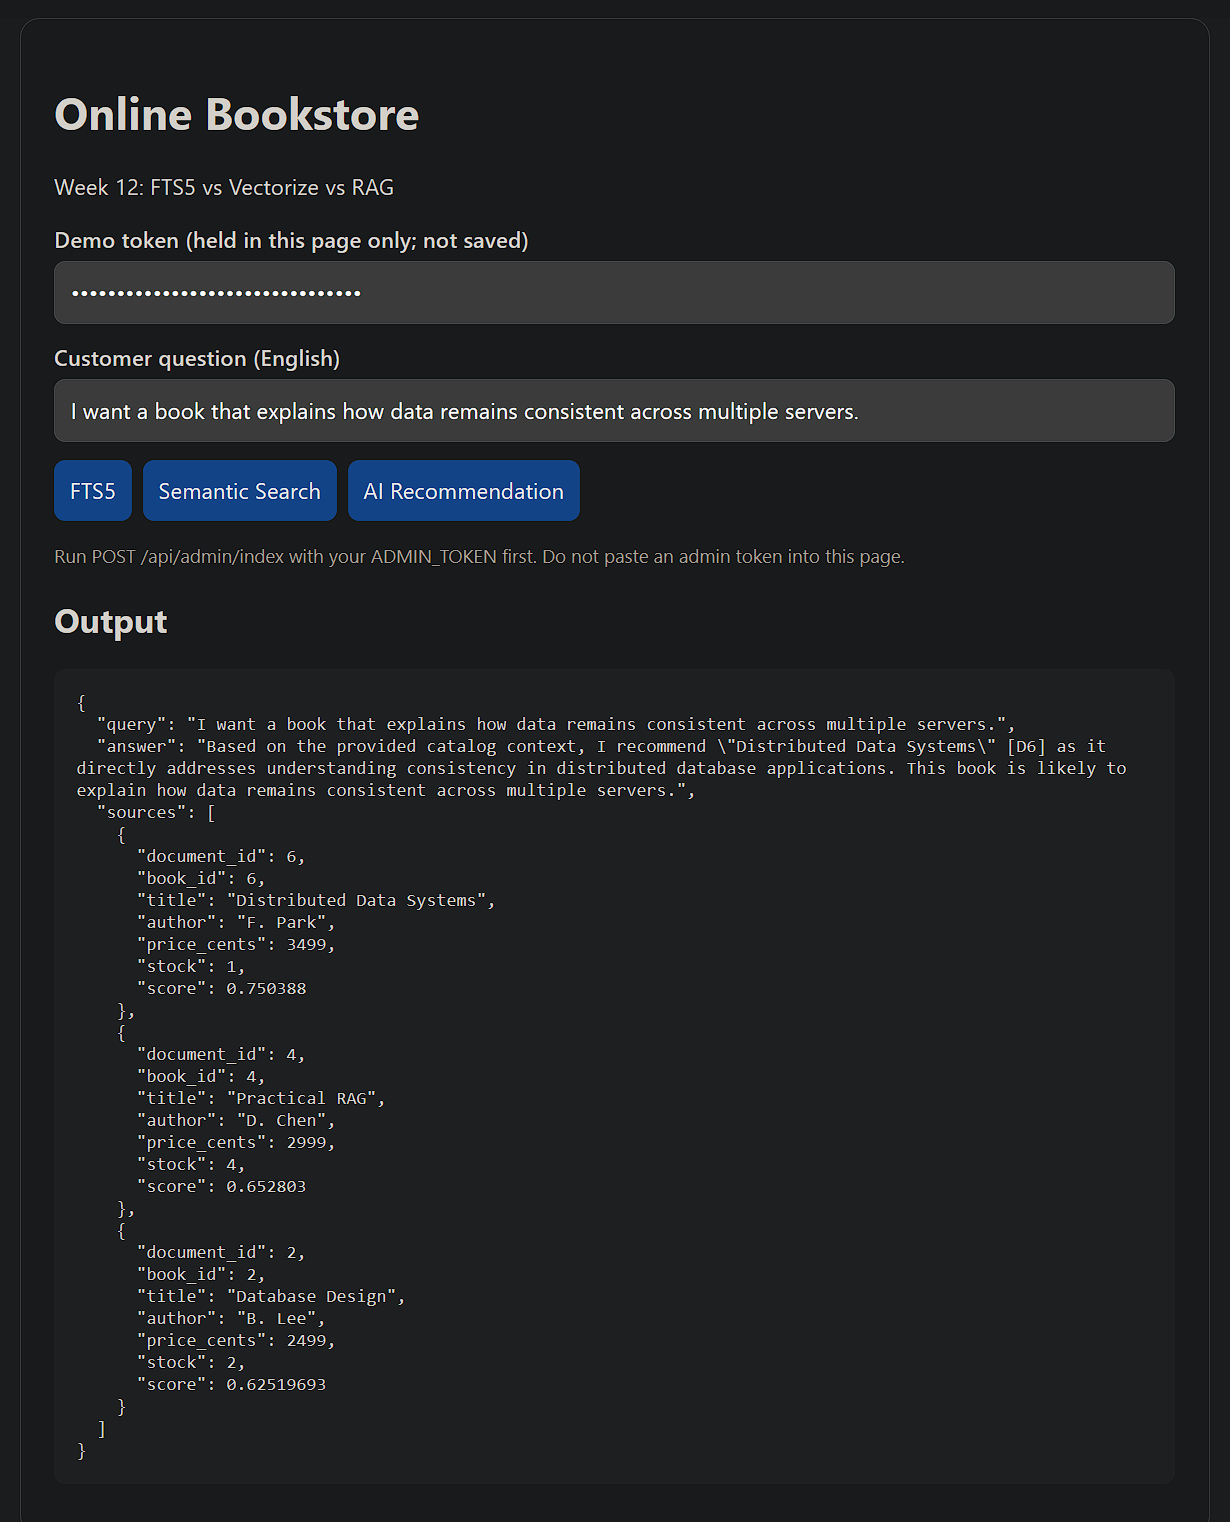 Online Bookstore
Week 12: FTS5 vs Vectorize vs RAG
Demo token (held in this page only; not saved)
••••••••••••••••••••••••••••••••
Customer question (English)
I want a book that explains how data remains consistent across multiple servers.
FTS5 Semantic Search AI Recommendation
Run POST /api/admin/index with your ADMIN_TOKEN first. Do not paste an admin token into this page.
Output
{
  "query": "I want a book that explains how data remains consistent across multiple servers.",
  "answer": "Based on the provided catalog context, I recommend \"Distributed Data Systems\" [D6] as it
directly addresses understanding consistency in distributed database applications. This book is likely to
explain how data remains consistent across multiple servers.",
  "sources": [
    {
      "document_id": 6,
      "book_id": 6,
      "title": "Distributed Data Systems",
      "author": "F. Park",
      "price_cents": 3499,
      "stock": 1,
      "score": 0.750388
    },
    {
      "document_id": 4,
      "book_id": 4,
      "title": "Practical RAG",
      "author": "D. Chen",
      "price_cents": 2999,
      "stock": 4,
      "score": 0.652803
    },
    {
      "document_id": 2,
      "book_id": 2,
      "title": "Database Design",
      "author": "B. Lee",
      "price_cents": 2499,
      "stock": 2,
      "score": 0.62519693
    }
  ]
}